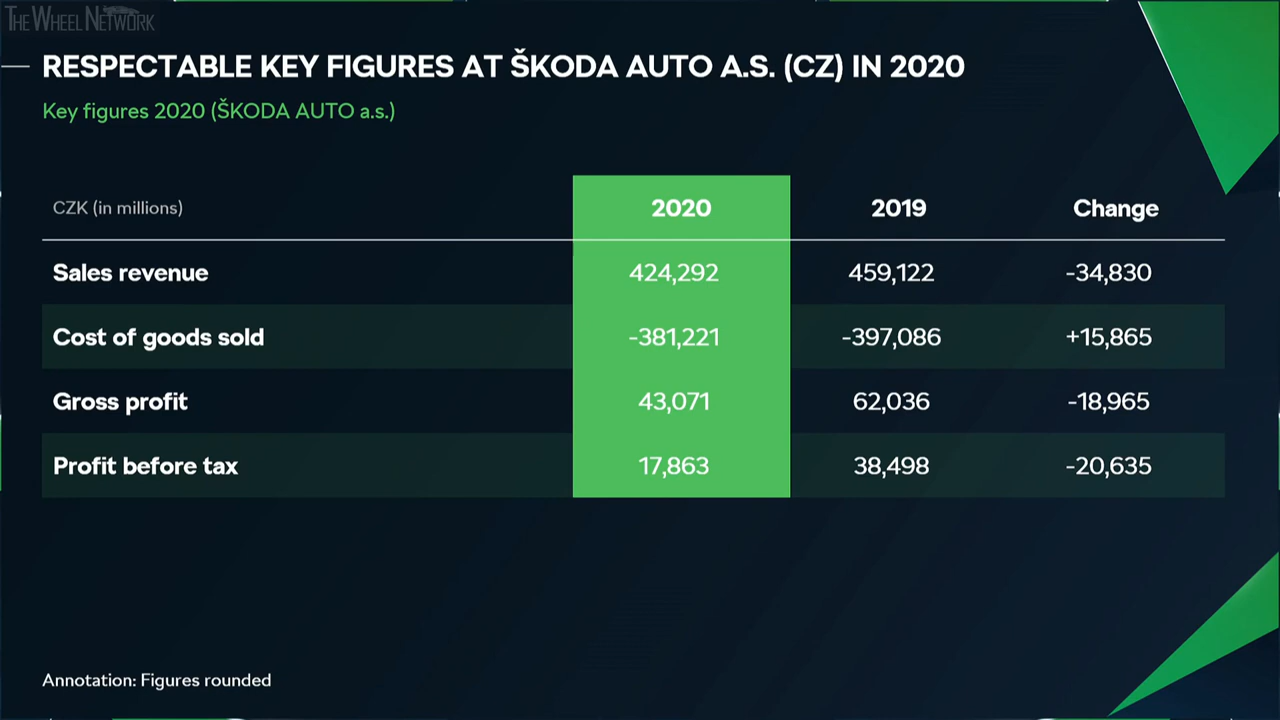 THE WHEEL NETWORK
RESPECTABLE KEY FIGURES AT ŠKODA AUTO A.S. (CZ) IN 2020
Key figures 2020 (ŠKODA AUTO a.s.)
CZK (in millions) 2020 2019 Change
Sales revenue 424,292 459,122 -34,830
Cost of goods sold -381,221 -397,086 +15,865
Gross profit 43,071 62,036 -18,965
Profit before tax 17,863 38,498 -20,635
Annotation: Figures rounded